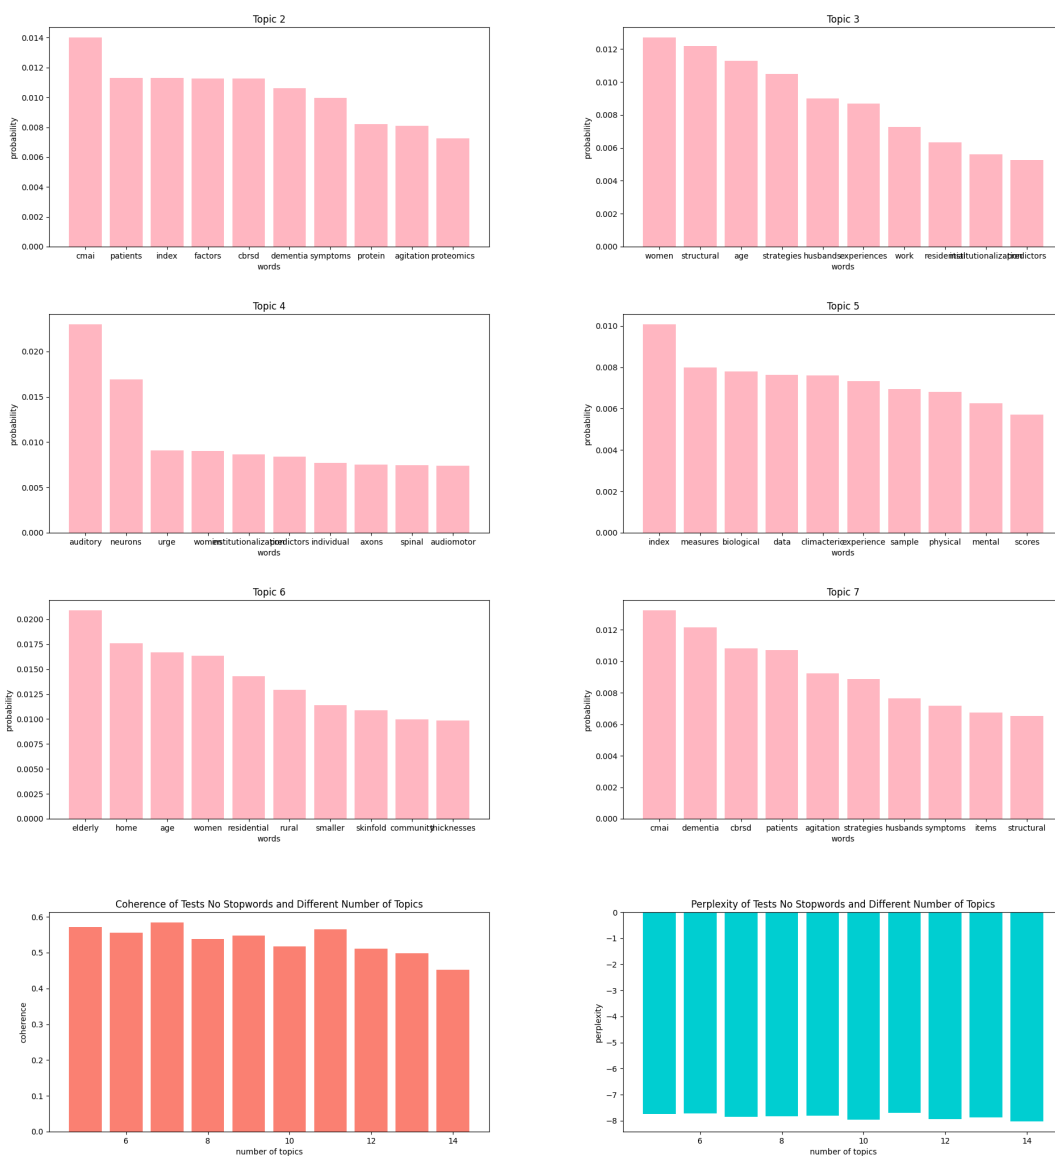 Topic 2
0.014
0.012
0.010
0.008
0.006
0.004
0.002
0.000
probability
cmai patients index factors cbrsd dementia symptoms protein agitation proteomics
words
Topic 3
0.012
0.010
0.008
0.006
0.004
0.002
0.000
probability
women structural age strategies husbands experiences work residential institutionalization predictors
words
Topic 4
0.020
0.015
0.010
0.005
0.000
probability
auditory neurons urge women institutionalization predictors individual axons spinal audiomotor
words
Topic 5
0.010
0.008
0.006
0.004
0.002
0.000
probability
index measures biological data climacteric experience sample physical mental scores
words
Topic 6
0.0200
0.0175
0.0150
0.0125
0.0100
0.0075
0.0050
0.0025
0.0000
probability
elderly home age women residential rural smaller skinfold community thicknesses
words
Topic 7
0.012
0.010
0.008
0.006
0.004
0.002
0.000
probability
cmai dementia cbrsd patients agitation strategies husbands symptoms items structural
words
Coherence of Tests No Stopwords and Different Number of Topics
0.6
0.5
0.4
0.3
0.2
0.1
0.0
coherence
6 8 10 12 14
number of topics
Perplexity of Tests No Stopwords and Different Number of Topics
0
−1
−2
−3
−4
−5
−6
−7
−8
perplexity
6 8 10 12 14
number of topics